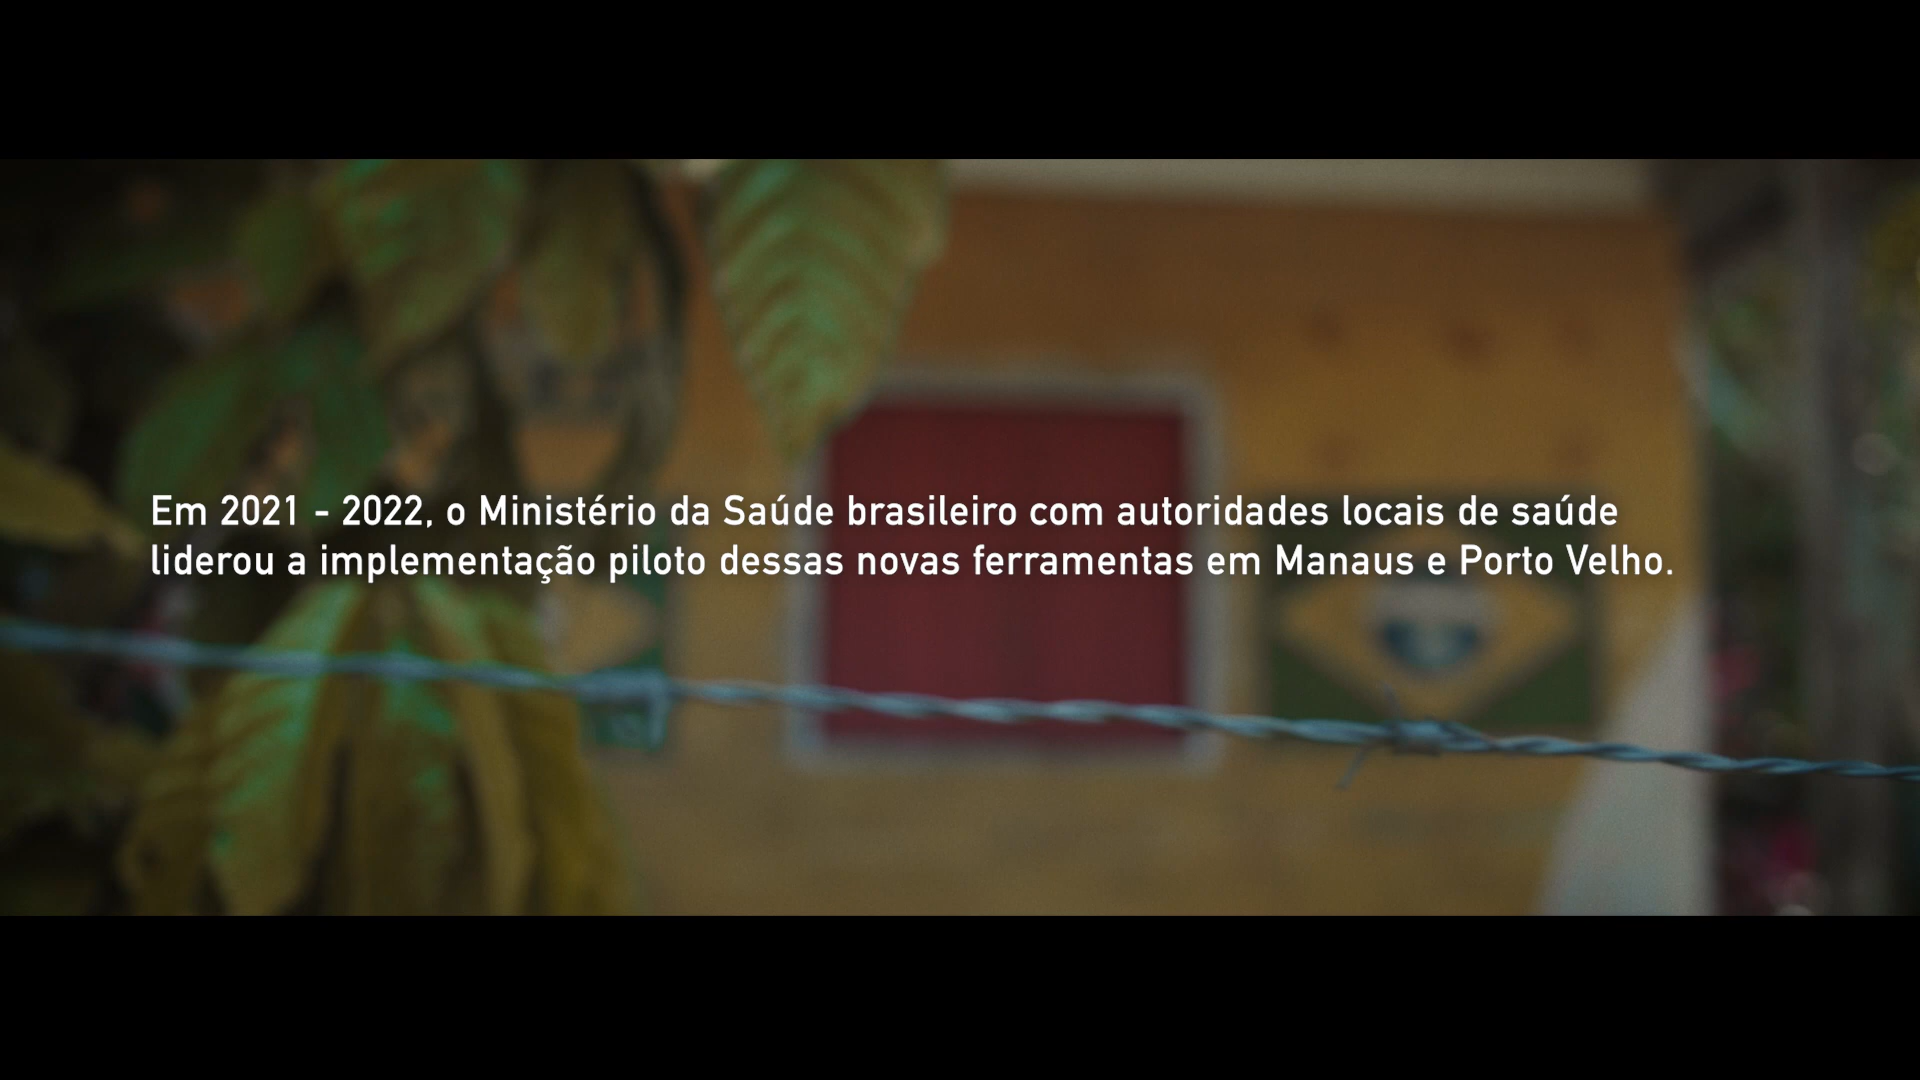 Em 2021 - 2022, o Ministério da Saúde brasileiro com autoridades locais de saúde
liderou a implementação piloto dessas novas ferramentas em Manaus e Porto Velho.